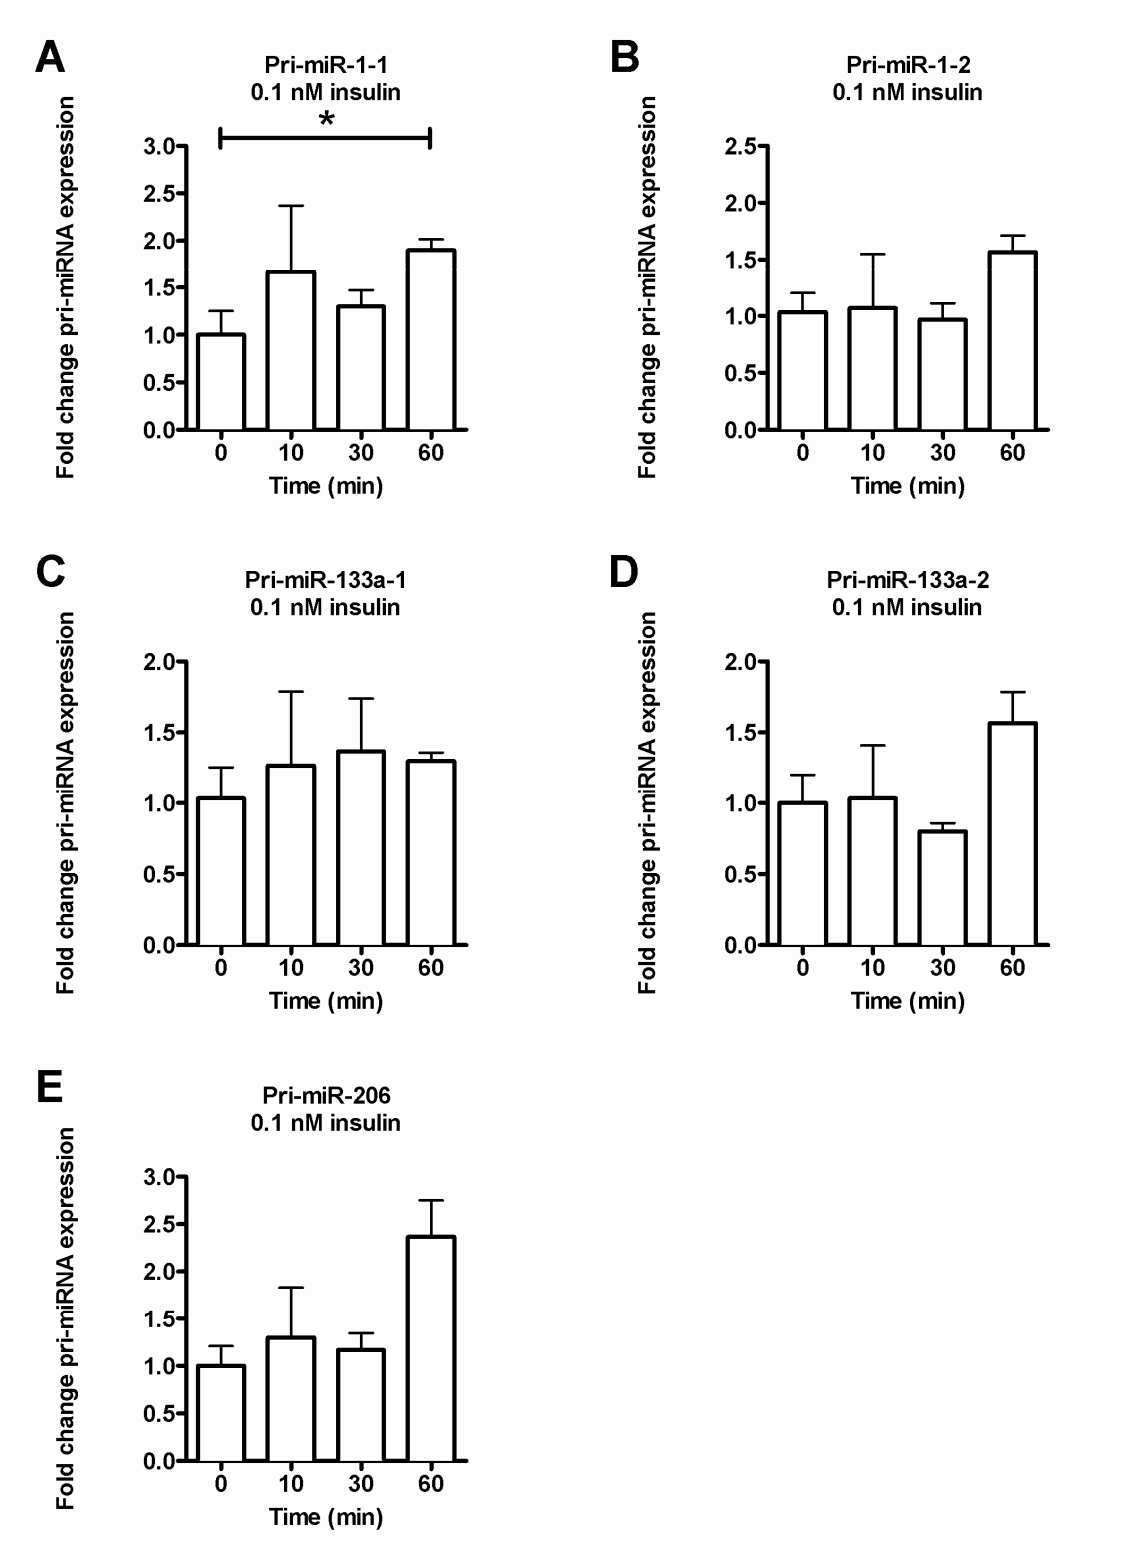 A
Pri-miR-1-1
0.1 nM insulin
*
Fold change pri-miRNA expression
3.0
2.5
2.0
1.5
1.0
0.5
0.0
0 10 30 60
Time (min)
B
Pri-miR-1-2
0.1 nM insulin
Fold change pri-miRNA expression
2.5
2.0
1.5
1.0
0.5
0.0
0 10 30 60
Time (min)
C
Pri-miR-133a-1
0.1 nM insulin
Fold change pri-miRNA expression
2.0
1.5
1.0
0.5
0.0
0 10 30 60
Time (min)
D
Pri-miR-133a-2
0.1 nM insulin
Fold change pri-miRNA expression
2.0
1.5
1.0
0.5
0.0
0 10 30 60
Time (min)
E
Pri-miR-206
0.1 nM insulin
Fold change pri-miRNA expression
3.0
2.5
2.0
1.5
1.0
0.5
0.0
0 10 30 60
Time (min)